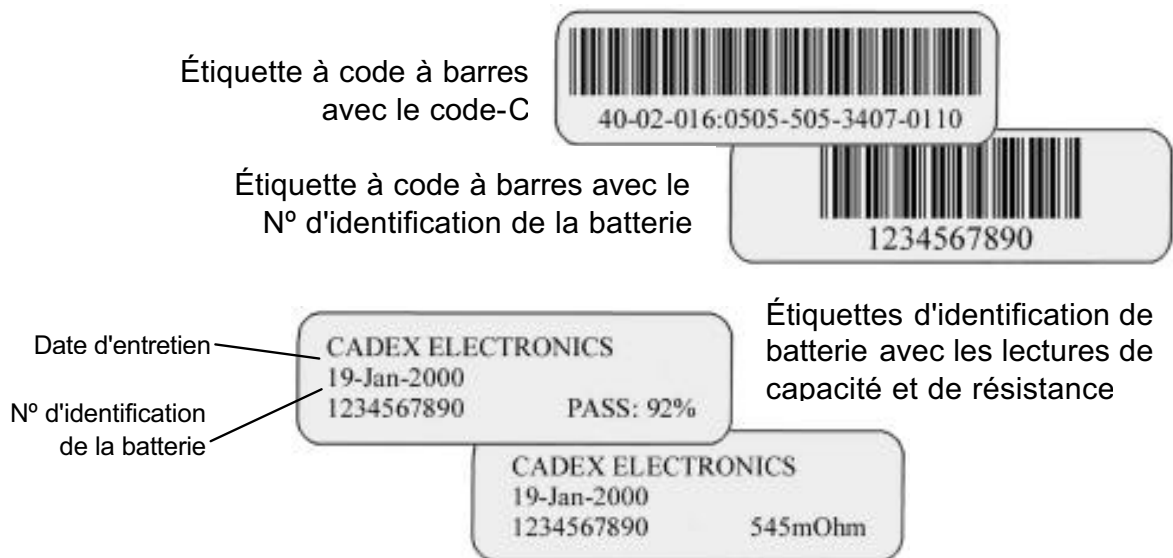 Étiquette à code à barres
avec le code-C
40-02-016:0505-505-3407-0110
Étiquette à code à barres avec le
Nº d'identification de la batterie
1234567890
Étiquettes d'identification de
batterie avec les lectures de
capacité et de résistance
Date d'entretien
Nº d'identification
de la batterie
CADEX ELECTRONICS
19-Jan-2000
1234567890 PASS: 92%
CADEX ELECTRONICS
19-Jan-2000
1234567890 545mOhm